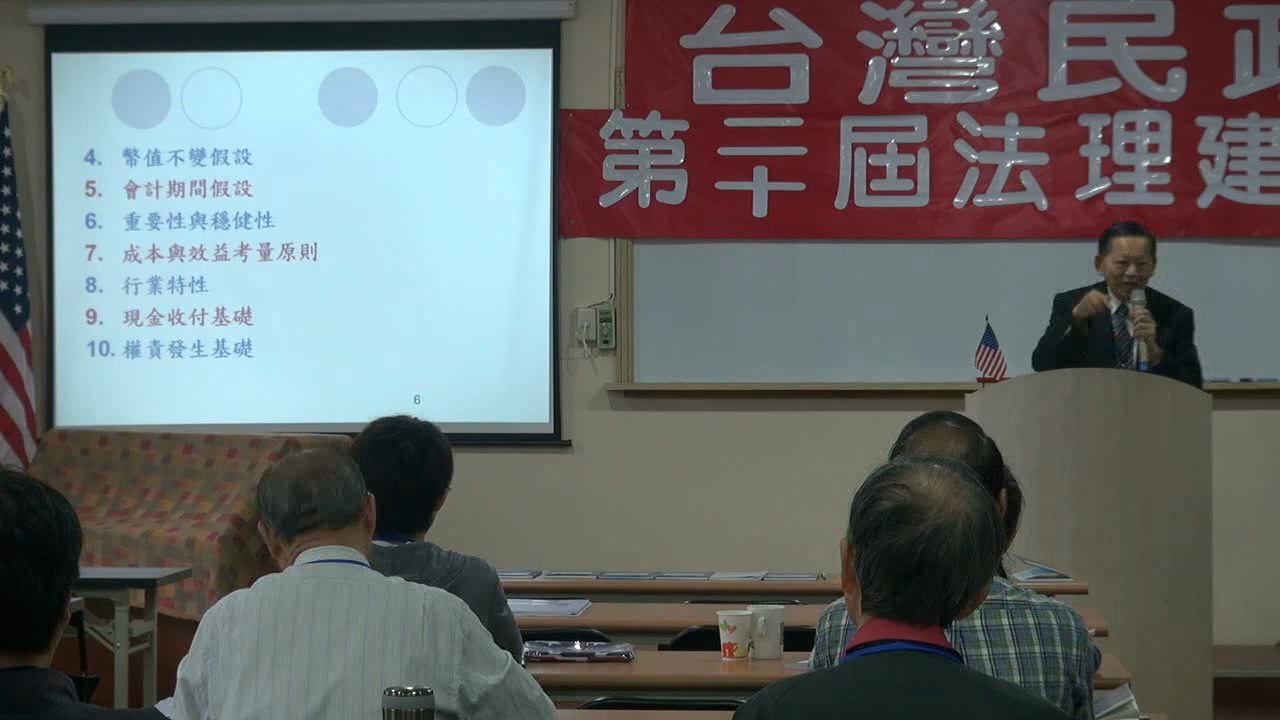 台灣民政
第二十屆法理建
4. 幣值不變假設
5. 會計期間假設
6. 重要性與穩健性
7. 成本與效益考量原則
8. 行業特性
9. 現金收付基礎
10. 權責發生基礎
6